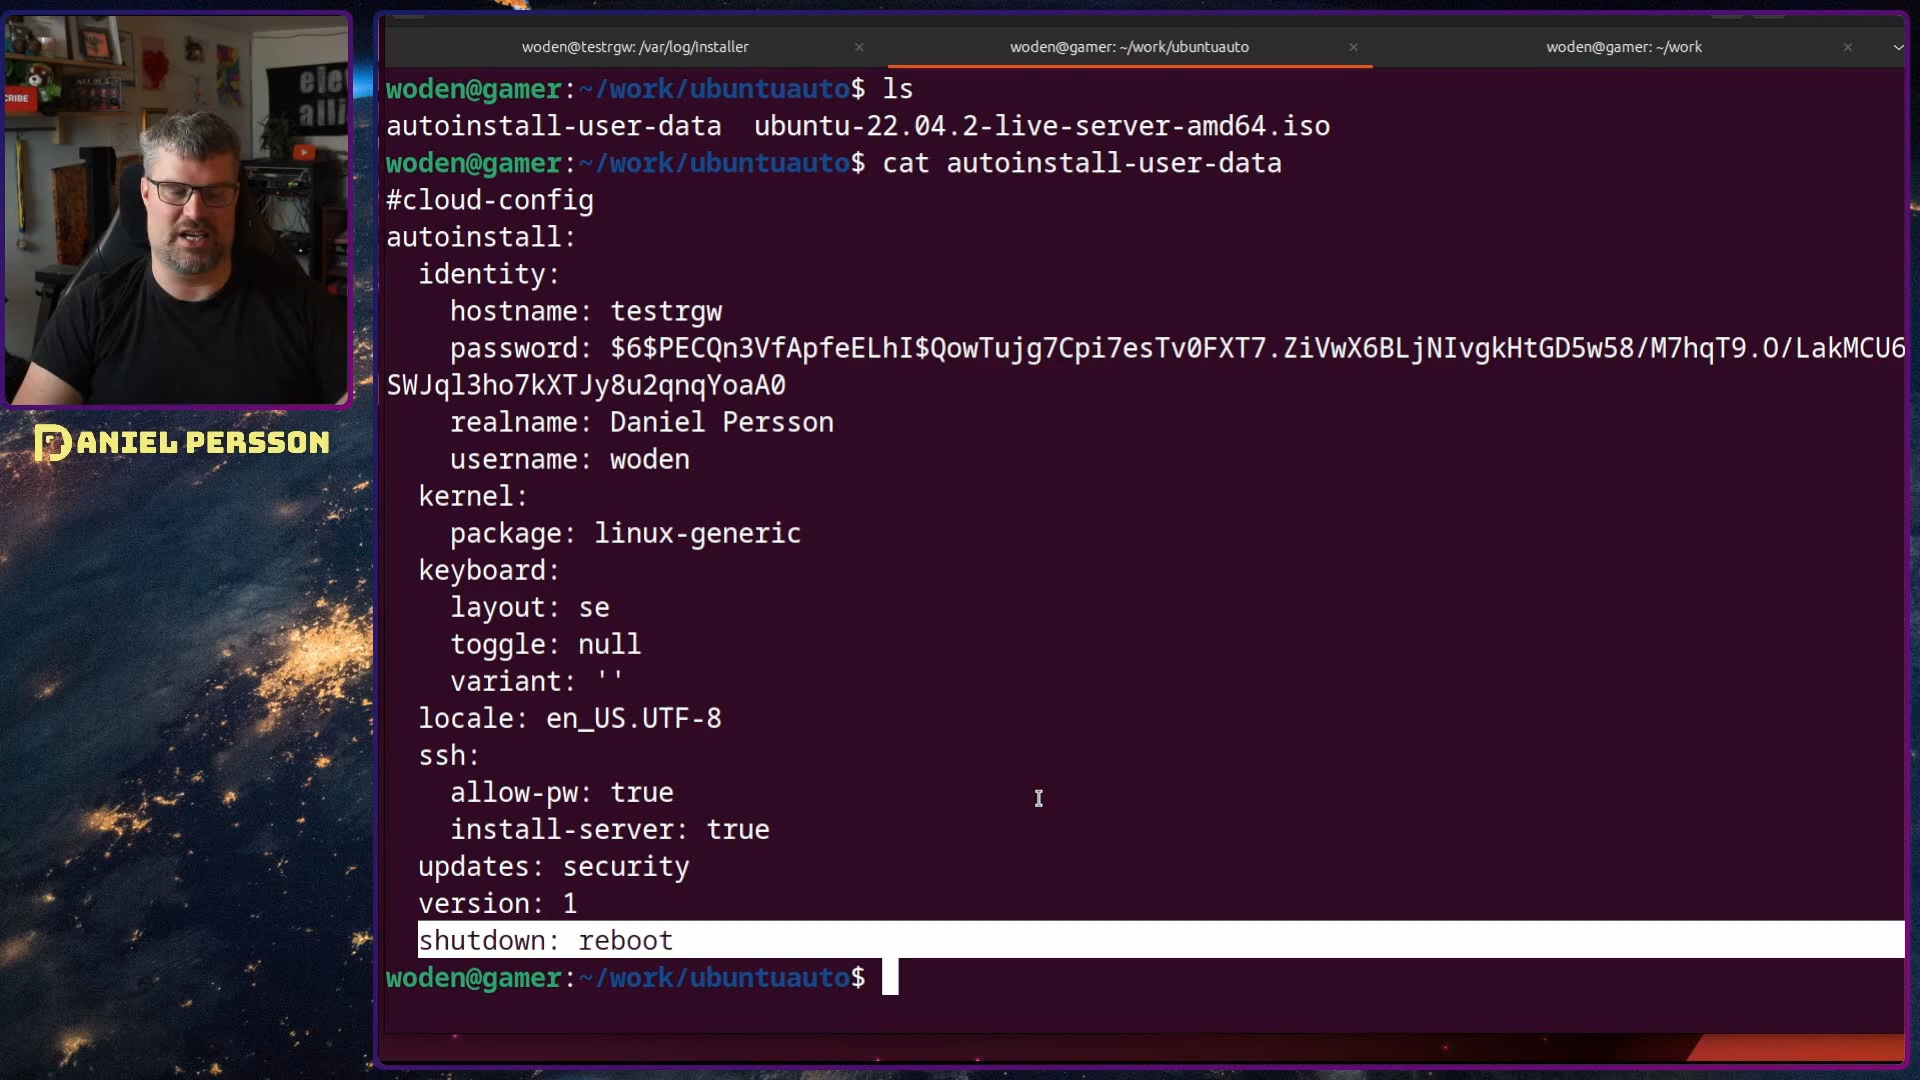 woden@testrgw: /var/log/installer × woden@gamer: ~/work/ubuntuauto × woden@gamer: ~/work ×
woden@gamer:~/work/ubuntuauto$ ls
autoinstall-user-data ubuntu-22.04.2-live-server-amd64.iso
woden@gamer:~/work/ubuntuauto$ cat autoinstall-user-data
#cloud-config
autoinstall:
identity:
hostname: testrgw
password: $6$PECQn3VfApfeELhI$QowTujg7Cpi7esTv0FXT7.ZiVwX6BLjNIvgkHtGD5w58/M7hqT9.O/LakMCU6
SWJql3ho7kXTJy8u2qnqYoaA0
realname: Daniel Persson
username: woden
kernel:
package: linux-generic
keyboard:
layout: se
toggle: null
variant: ''
locale: en_US.UTF-8
ssh:
allow-pw: true
install-server: true
updates: security
version: 1
shutdown: reboot
woden@gamer:~/work/ubuntuauto$
DANIEL PERSSON